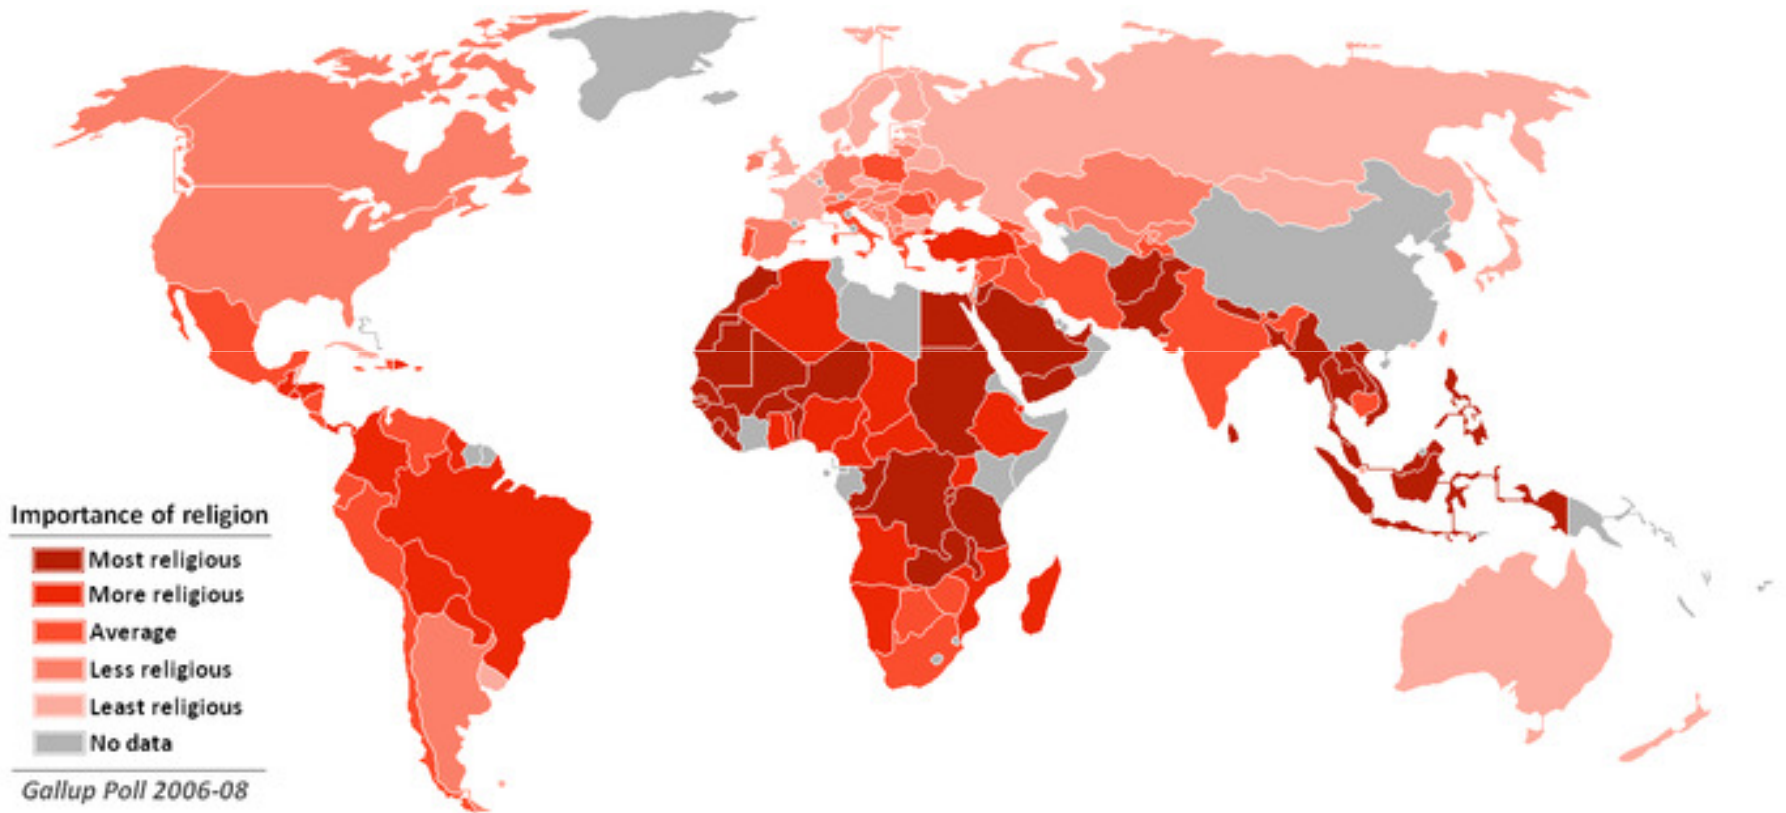 Importance of religion
Most religious
More religious
Average
Less religious
Least religious
No data
Gallup Poll 2006-08